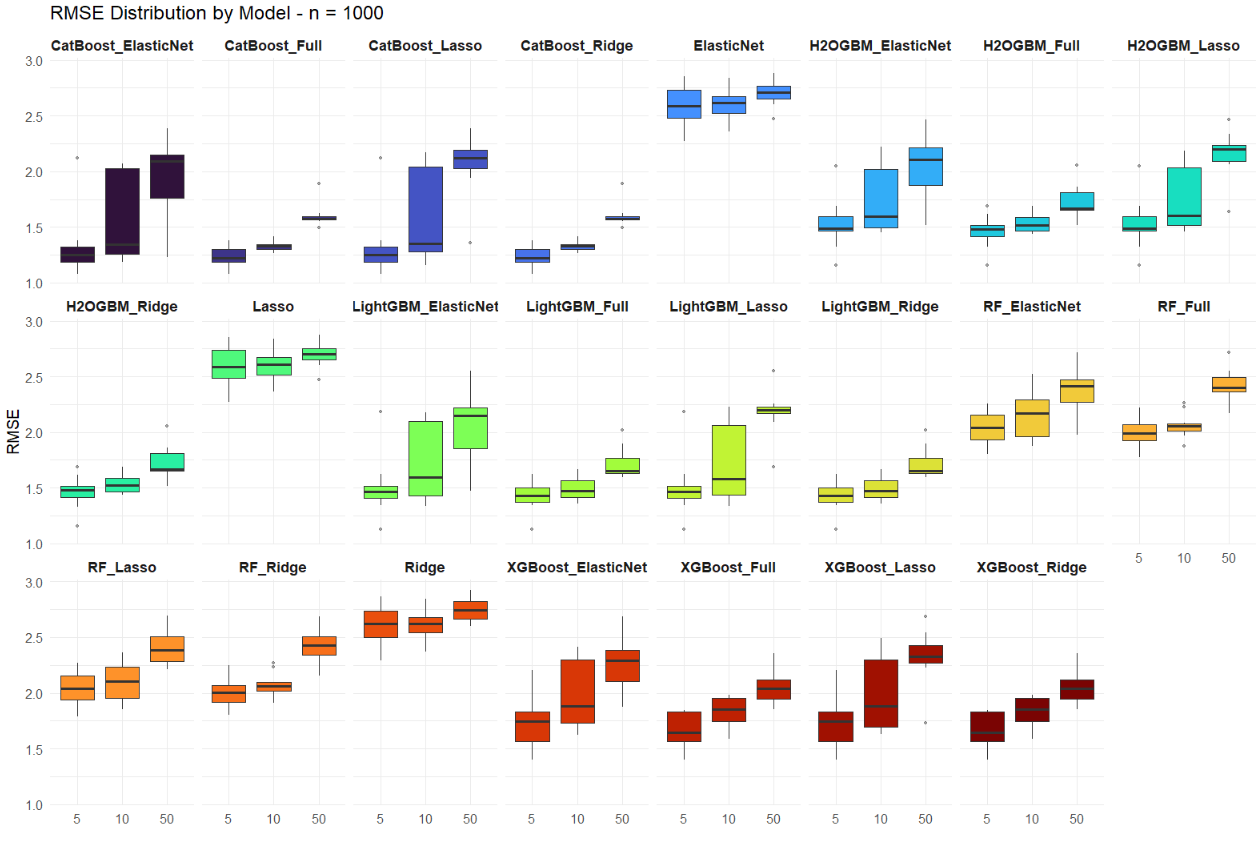 RMSE Distribution by Model - n = 1000
CatBoost_ElasticNet CatBoost_Full CatBoost_Lasso CatBoost_Ridge ElasticNet H2OGBM_ElasticNet H2OGBM_Full H2OGBM_Lasso
3.0
2.5
2.0
1.5
1.0
H2OGBM_Ridge Lasso LightGBM_ElasticNet LightGBM_Full LightGBM_Lasso LightGBM_Ridge RF_ElasticNet RF_Full
3.0
2.5
2.0
1.5
1.0
RMSE
5 10 50
RF_Lasso RF_Ridge Ridge XGBoost_ElasticNet XGBoost_Full XGBoost_Lasso XGBoost_Ridge
3.0
2.5
2.0
1.5
1.0
5 10 50 5 10 50 5 10 50 5 10 50 5 10 50 5 10 50 5 10 50